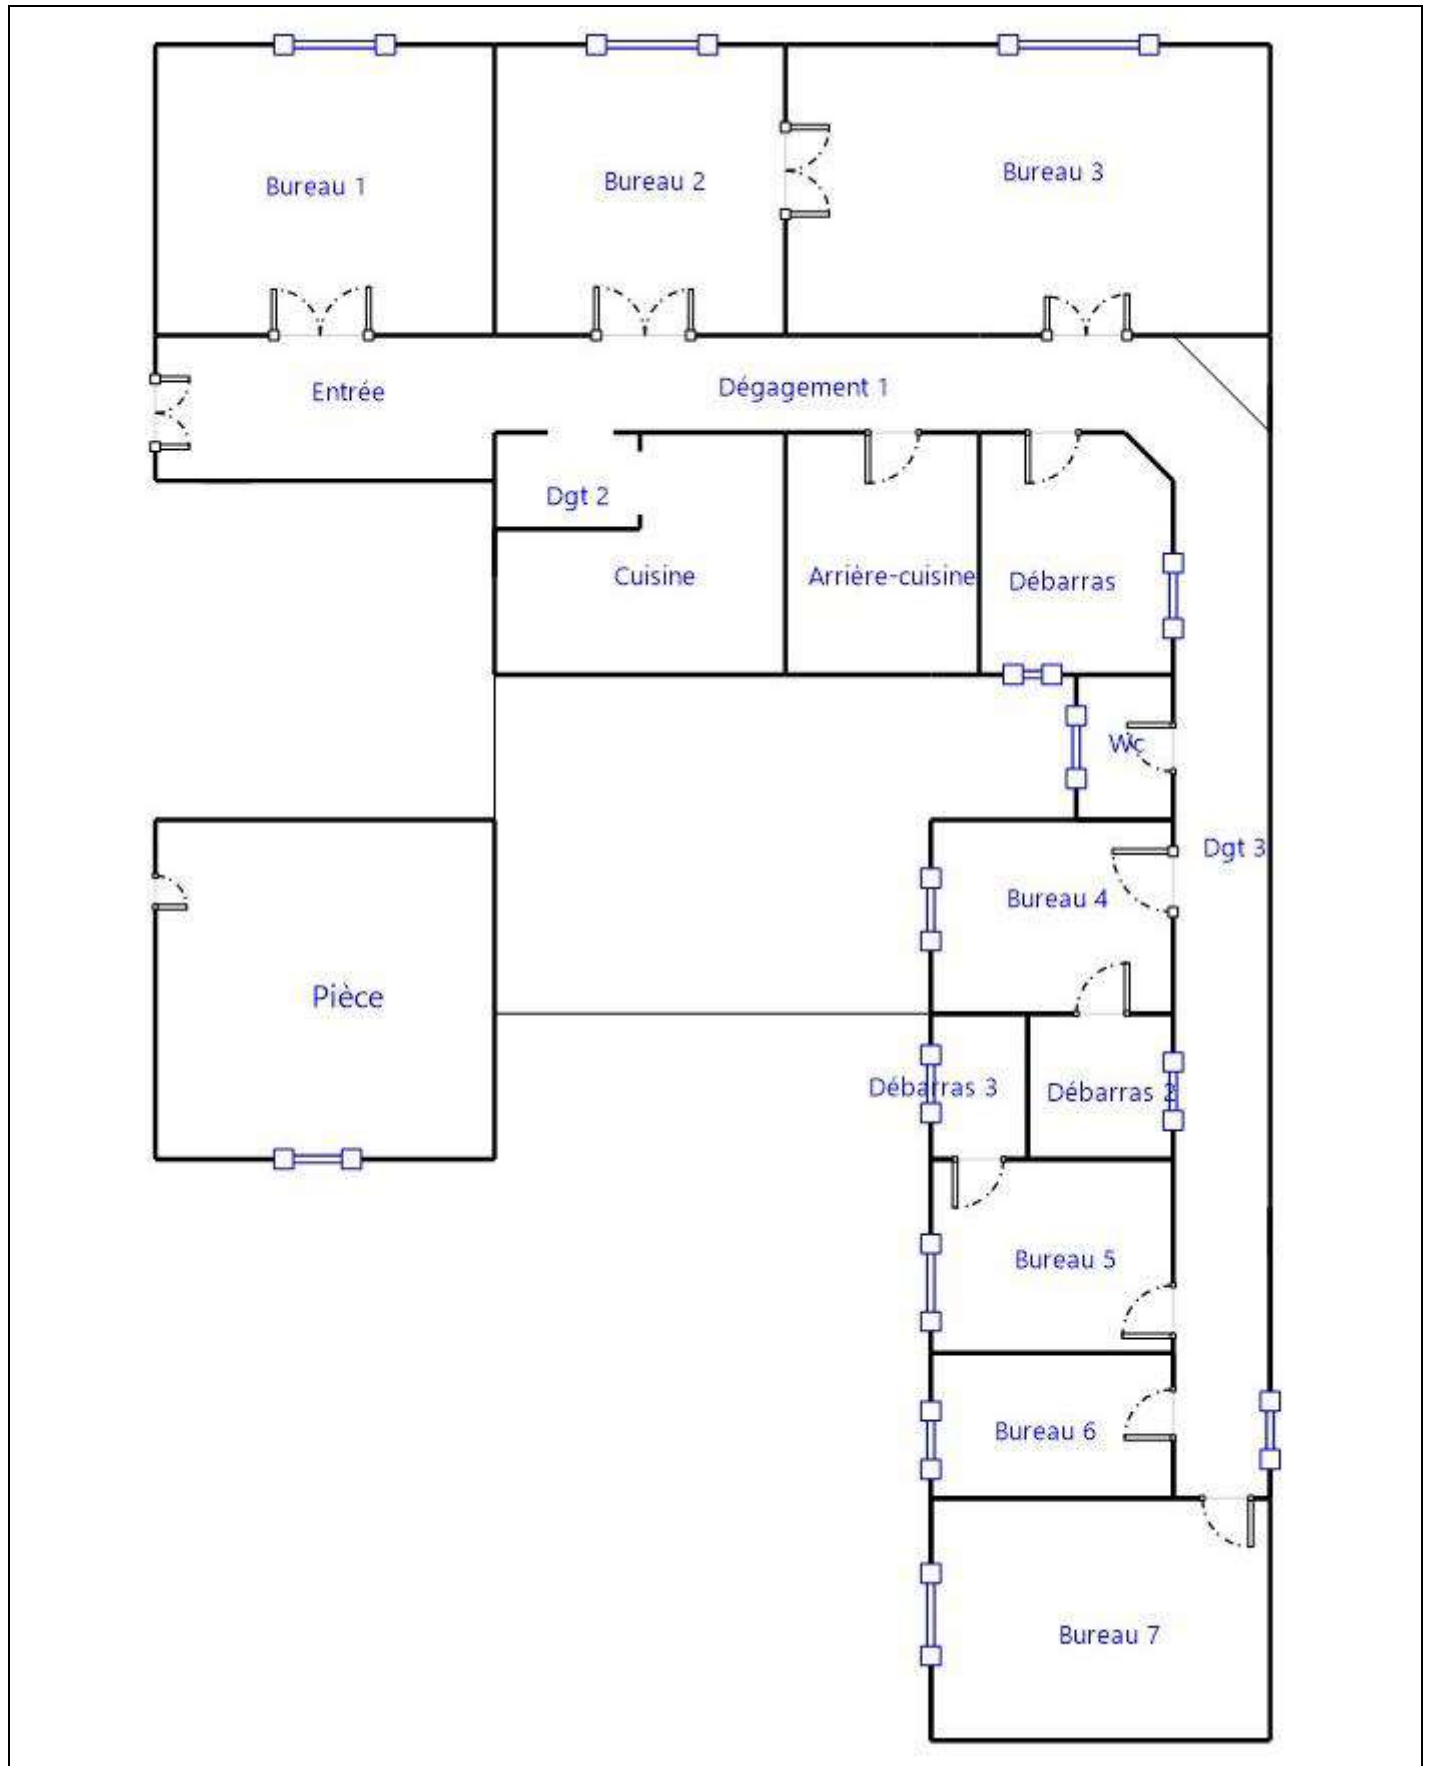 Bureau 1
Bureau 2
Bureau 3
Entrée
Dégagement 1
Dgt 2
Cuisine
Arrière-cuisine
Débarras
Wc
Dgt 3
Bureau 4
Pièce
Débarras 3
Débarras 2
Bureau 5
Bureau 6
Bureau 7